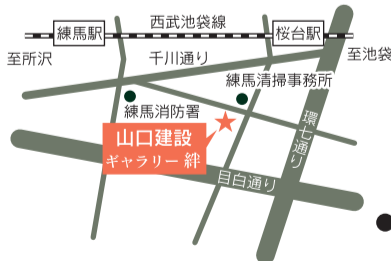 西武池袋線
練馬駅
桜台駅
至所沢
千川通り
至池袋
練馬清掃事務所
練馬消防署
環七通り
山口建設
ギャラリー 絆
目白通り